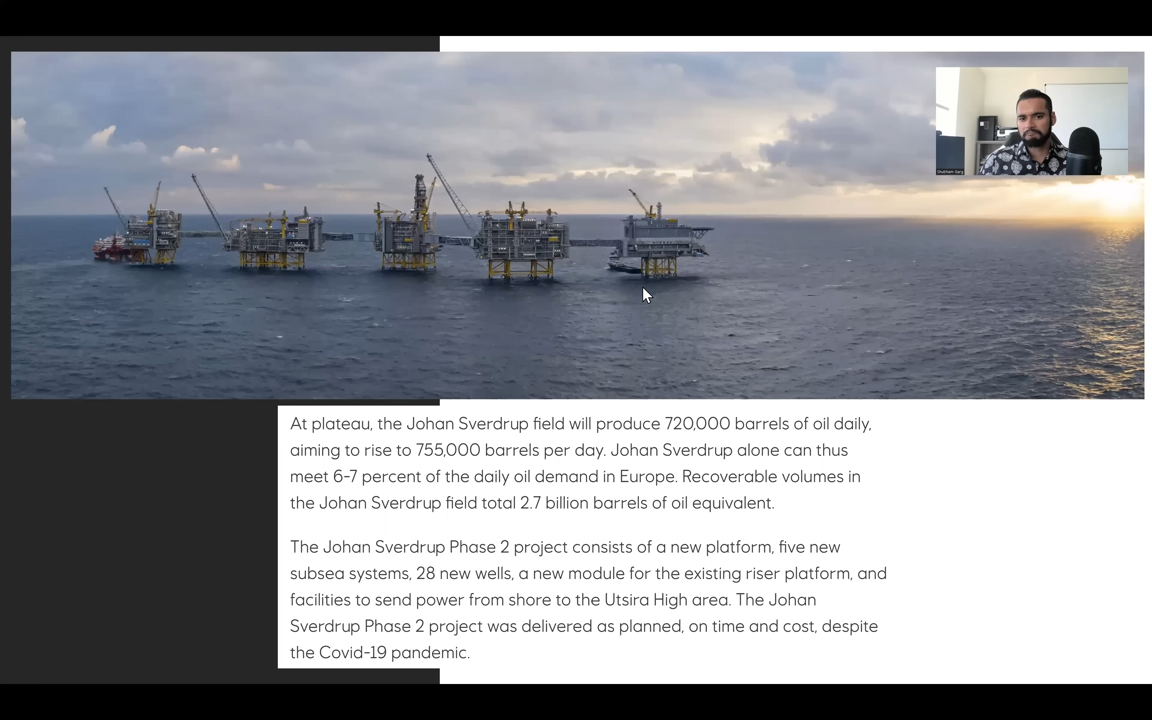 Shubham Garg
At plateau, the Johan Sverdrup field will produce 720,000 barrels of oil daily,
aiming to rise to 755,000 barrels per day. Johan Sverdrup alone can thus
meet 6-7 percent of the daily oil demand in Europe. Recoverable volumes in
the Johan Sverdrup field total 2.7 billion barrels of oil equivalent.
The Johan Sverdrup Phase 2 project consists of a new platform, five new
subsea systems, 28 new wells, a new module for the existing riser platform, and
facilities to send power from shore to the Utsira High area. The Johan
Sverdrup Phase 2 project was delivered as planned, on time and cost, despite
the Covid-19 pandemic.